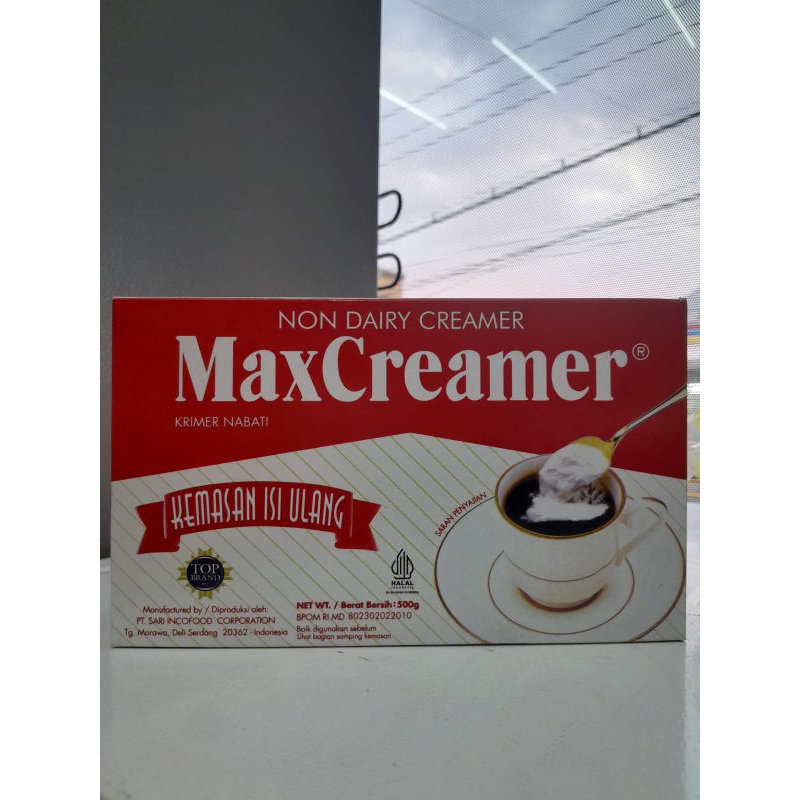 NON DAIRY CREAMER
MaxCreamer®
KRIMER NABATI
KEMASAN ISI ULANG
SARAN PENYAJIAN
TOP
BRAND
HALAL
INDONESIA
Manufactured by / Diproduksi oleh:
PT. SARI INCOFOOD CORPORATION
Tg. Morawa, Deli Serdang 20362 - Indonesia
NET WT. / Berat Bersih: 500g
BPOM RI MD 802302022010
Baik digunakan sebelum
Lihat bagian samping kemasan